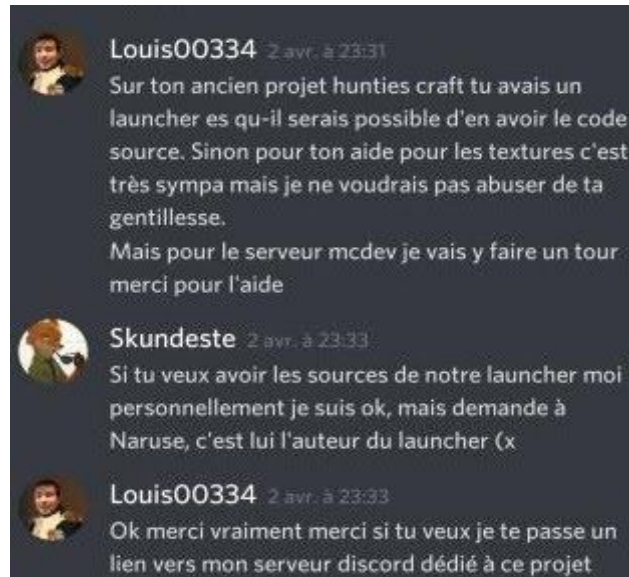 Louis00334 2 avr. à 23:31
Sur ton ancien projet hunties craft tu avais un
launcher es qu-il serais possible d'en avoir le code
source. Sinon pour ton aide pour les textures c'est
très sympa mais je ne voudrais pas abuser de ta
gentillesse.
Mais pour le serveur mcdev je vais y faire un tour
merci pour l'aide
Skundeste 2 avr. à 23:33
Si tu veux avoir les sources de notre launcher moi
personnellement je suis ok, mais demande à
Naruse, c'est lui l'auteur du launcher (x
Louis00334 2 avr. à 23:33
Ok merci vraiment merci si tu veux je te passe un
lien vers mon serveur discord dédié à ce projet